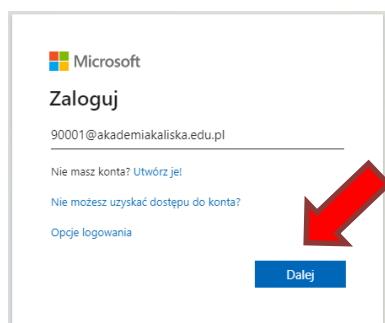 Microsoft
Zaloguj
90001@akademiakaliska.edu.pl
Nie masz konta? Utwórz je!
Nie możesz uzyskać dostępu do konta?
Opcje logowania
Dalej